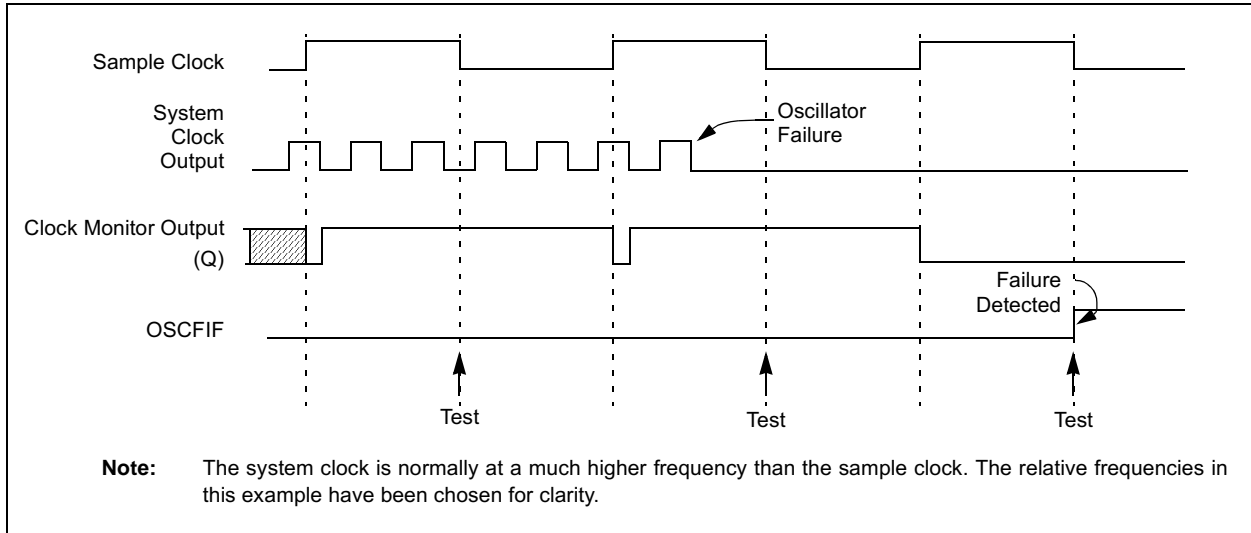 Sample Clock
System
Clock
Output
Oscillator
Failure
Clock Monitor Output
(Q)
Failure
Detected
OSCFIF
Test
Test
Test
Note: The system clock is normally at a much higher frequency than the sample clock. The relative frequencies in
this example have been chosen for clarity.